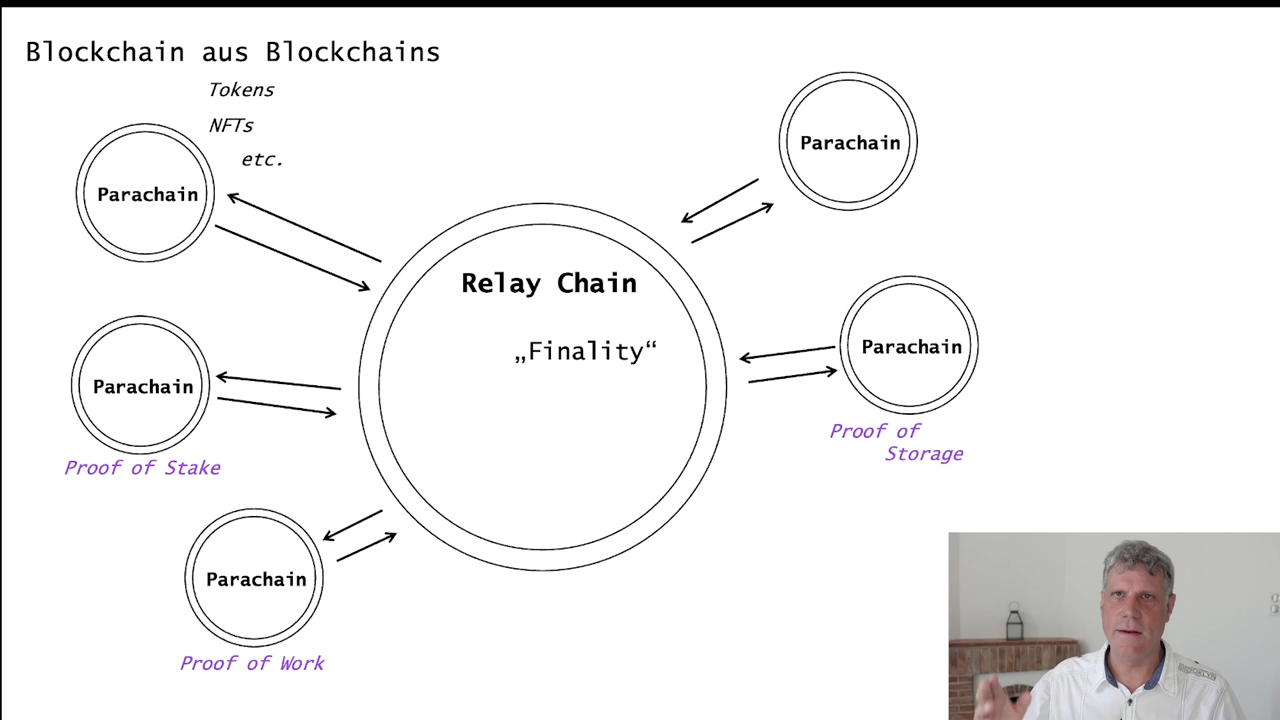 Blockchain aus Blockchains
Tokens
NFTs
etc.
Parachain
Parachain
Relay Chain
„Finality“
Parachain
Parachain
Proof of
Storage
Proof of Stake
Parachain
Proof of Work